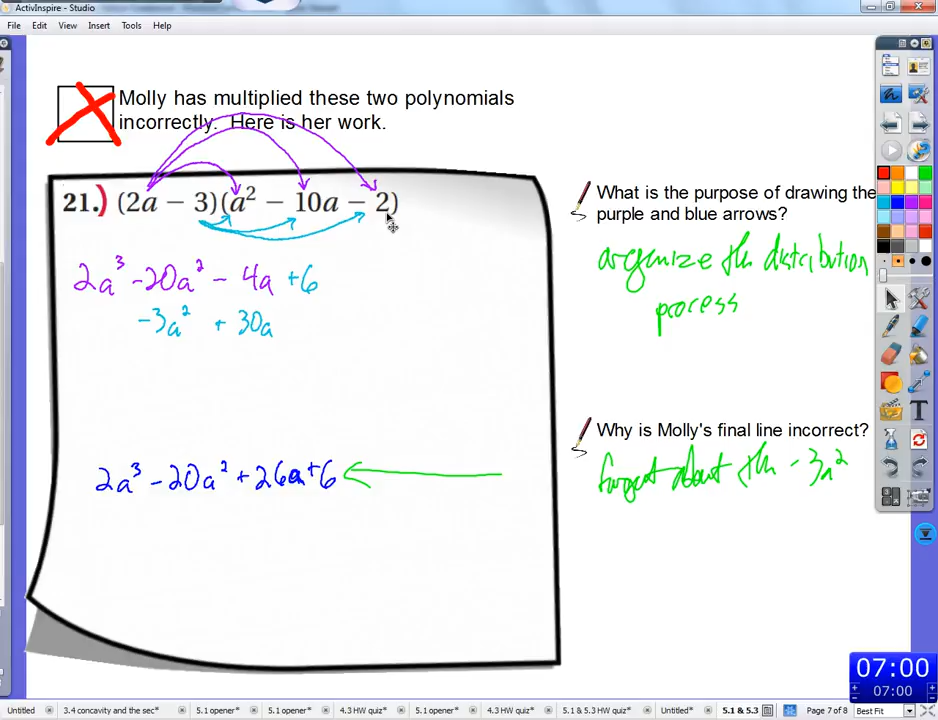 ActivInspire - Studio
File Edit View Insert Tools Help
Molly has multiplied these two polynomials
incorrectly. Here is her work.
21.) (2a − 3)(a² − 10a − 2)
2a³ -20a² - 4a +6
-3a² + 30a
2a³ - 20a² + 26a+6
What is the purpose of drawing the
purple and blue arrows?
organize the distribution
process
Why is Molly's final line incorrect?
forgot about the -3a²
07:00
07:00
Untitled 3.4 concavity and the sec* 5.1 opener* 5.1 opener* 4.3 HW quiz* 5.1 opener* 4.3 HW quiz* 5.1 & 5.3 HW quiz* Untitled* 5.1 & 5.3 Page 7 of 8 Best Fit